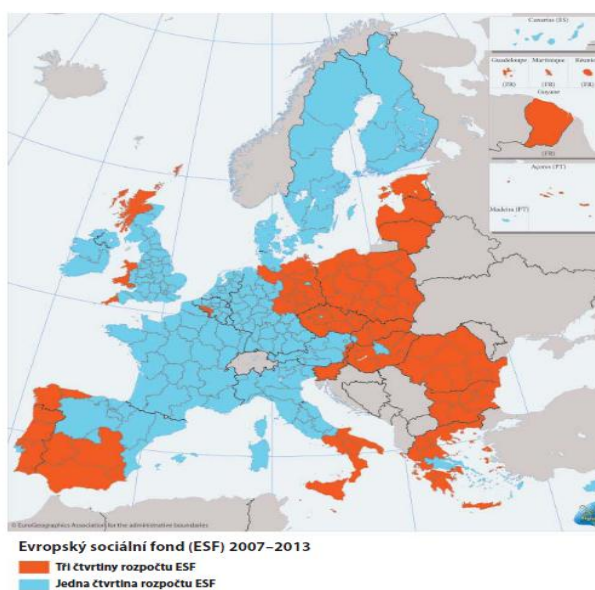 Canarias (ES)
Guadeloupe Martinique Réunion
(FR) (FR) (FR)
Guyane
(FR)
Açores (PT)
Madeira (PT)
© EuroGeographics Association for the administrative boundaries
Evropský sociální fond (ESF) 2007–2013
Tři čtvrtiny rozpočtu ESF
Jedna čtvrtina rozpočtu ESF